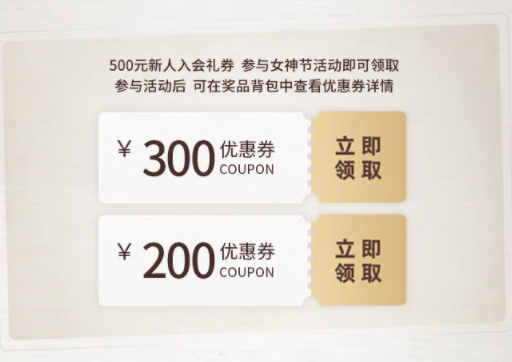 500元新人入会礼券 参与女神节活动即可领取
参与活动后 可在奖品背包中查看优惠券详情
¥ 300 优惠券
COUPON
立即
领取
¥ 200 优惠券
COUPON
立即
领取